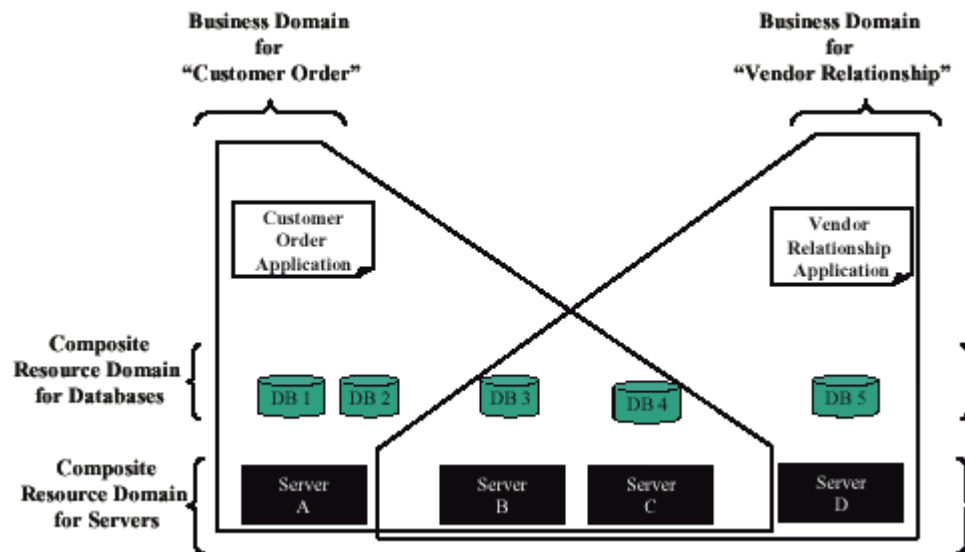 Business Domain
for
“Customer Order”
Business Domain
for
“Vendor Relationship”
Customer
Order
Application
Vendor
Relationship
Application
Composite
Resource Domain
for Databases
DB 1
DB 2
DB 3
DB 4
DB 5
Composite
Resource Domain
for Servers
Server
A
Server
B
Server
C
Server
D